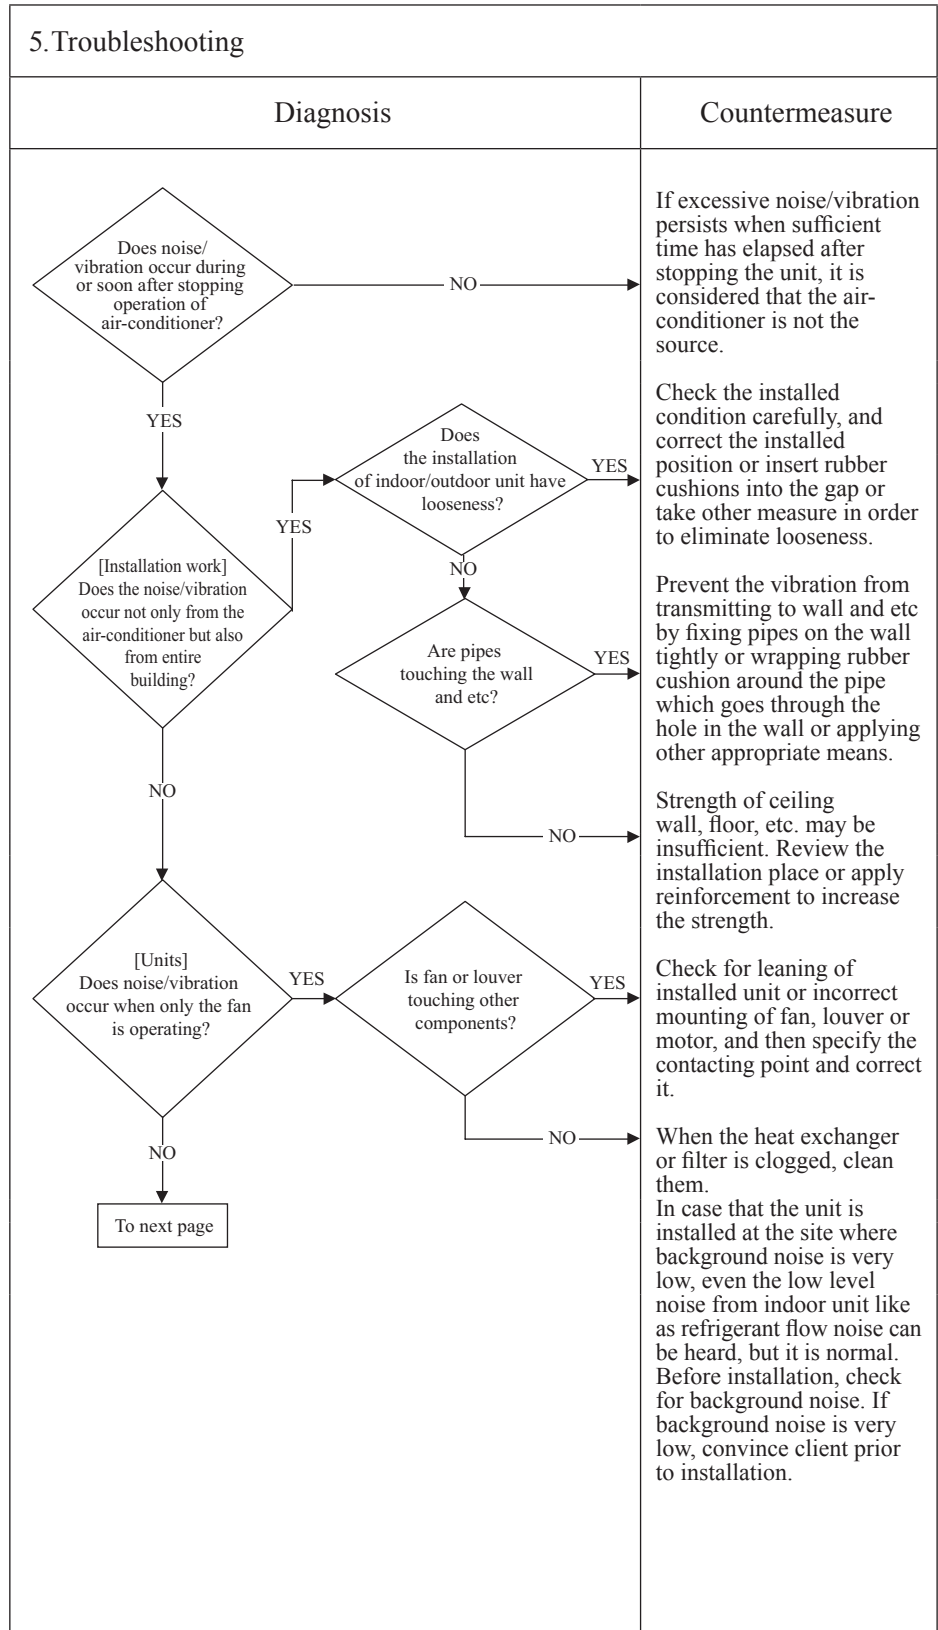 5.Troubleshooting
Diagnosis
Countermeasure
Does noise/
vibration occur during
or soon after stopping
operation of
air-conditioner?
NO
If excessive noise/vibration
persists when sufficient
time has elapsed after
stopping the unit, it is
considered that the air-
conditioner is not the
source.
YES
[Installation work]
Does the noise/vibration
occur not only from the
air-conditioner but also
from entire
building?
YES
Does
the installation
of indoor/outdoor unit have
looseness?
YES
Check the installed
condition carefully, and
correct the installed
position or insert rubber
cushions into the gap or
take other measure in order
to eliminate looseness.
NO
Are pipes
touching the wall
and etc?
YES
Prevent the vibration from
transmitting to wall and etc
by fixing pipes on the wall
tightly or wrapping rubber
cushion around the pipe
which goes through the
hole in the wall or applying
other appropriate means.
NO
Strength of ceiling
wall, floor, etc. may be
insufficient. Review the
installation place or apply
reinforcement to increase
the strength.
NO
[Units]
Does noise/vibration
occur when only the fan
is operating?
YES
Is fan or louver
touching other
components?
YES
Check for leaning of
installed unit or incorrect
mounting of fan, louver or
motor, and then specify the
contacting point and correct
it.
NO
When the heat exchanger
or filter is clogged, clean
them.
In case that the unit is
installed at the site where
background noise is very
low, even the low level
noise from indoor unit like
as refrigerant flow noise can
be heard, but it is normal.
Before installation, check
for background noise. If
background noise is very
low, convince client prior
to installation.
NO
To next page